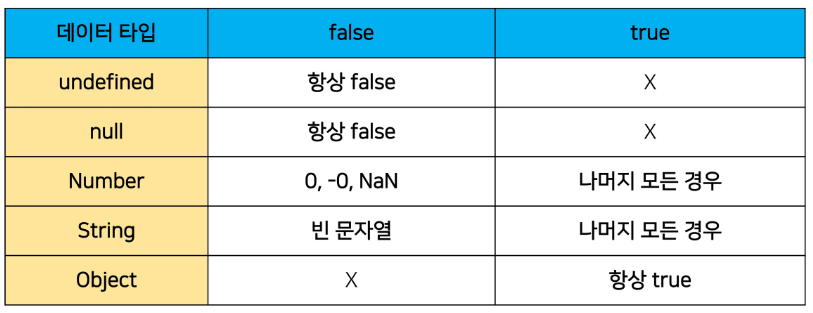 데이터 타입 false true
undefined 항상 false X
null 항상 false X
Number 0, -0, NaN 나머지 모든 경우
String 빈 문자열 나머지 모든 경우
Object X 항상 true